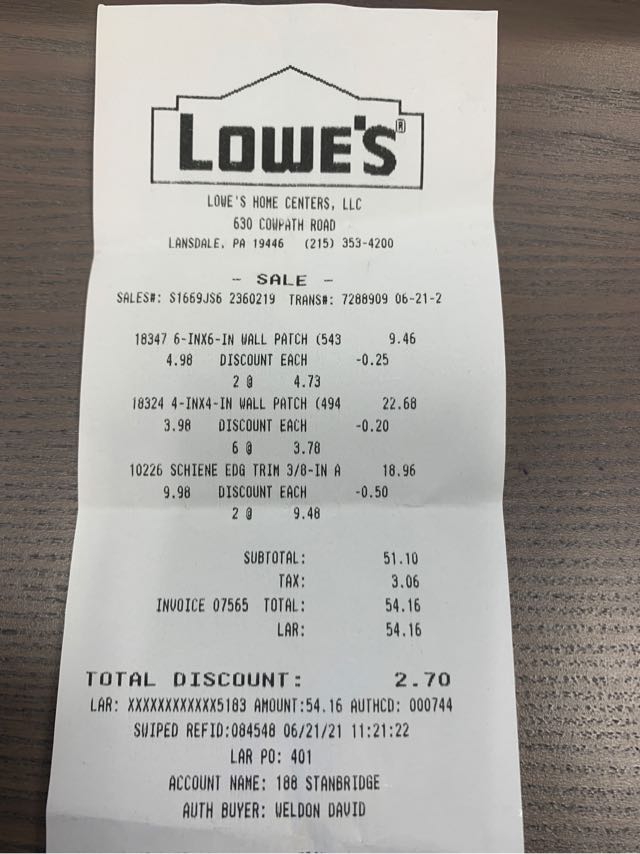 LOWE'S®
LOWE'S HOME CENTERS, LLC
630 COWPATH ROAD
LANSDALE, PA 19446 (215) 353-4200
- SALE -
SALES#: S1669JS6 2360219 TRANS#: 7288909 06-21-2
18347 6-INX6-IN WALL PATCH (543 9.46
4.98 DISCOUNT EACH -0.25
2 @ 4.73
18324 4-INX4-IN WALL PATCH (494 22.68
3.98 DISCOUNT EACH -0.20
6 @ 3.78
10226 SCHIENE EDG TRIM 3/8-IN A 18.96
9.98 DISCOUNT EACH -0.50
2 @ 9.48
SUBTOTAL: 51.10
TAX: 3.06
INVOICE 07565 TOTAL: 54.16
LAR: 54.16
TOTAL DISCOUNT: 2.70
LAR: XXXXXXXXXXXX5183 AMOUNT:54.16 AUTHCD: 000744
SWIPED REFID:084548 06/21/21 11:21:22
LAR PO: 401
ACCOUNT NAME: 188 STANBRIDGE
AUTH BUYER: WELDON DAVID